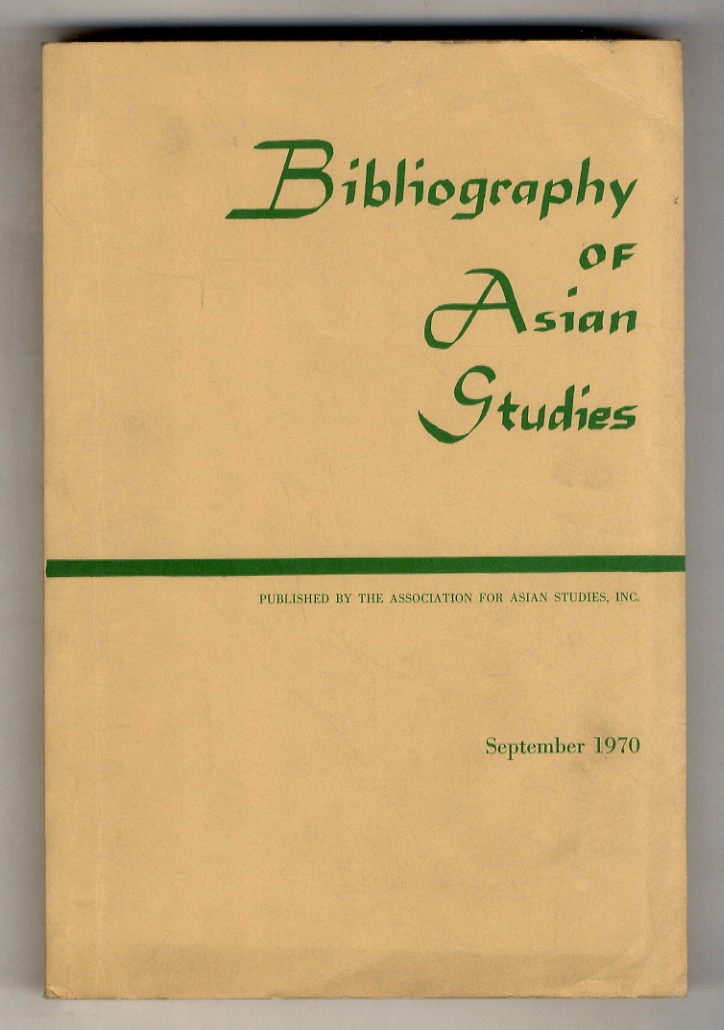 Bibliography
OF
Asian
Studies
PUBLISHED BY THE ASSOCIATION FOR ASIAN STUDIES, INC.
September 1970